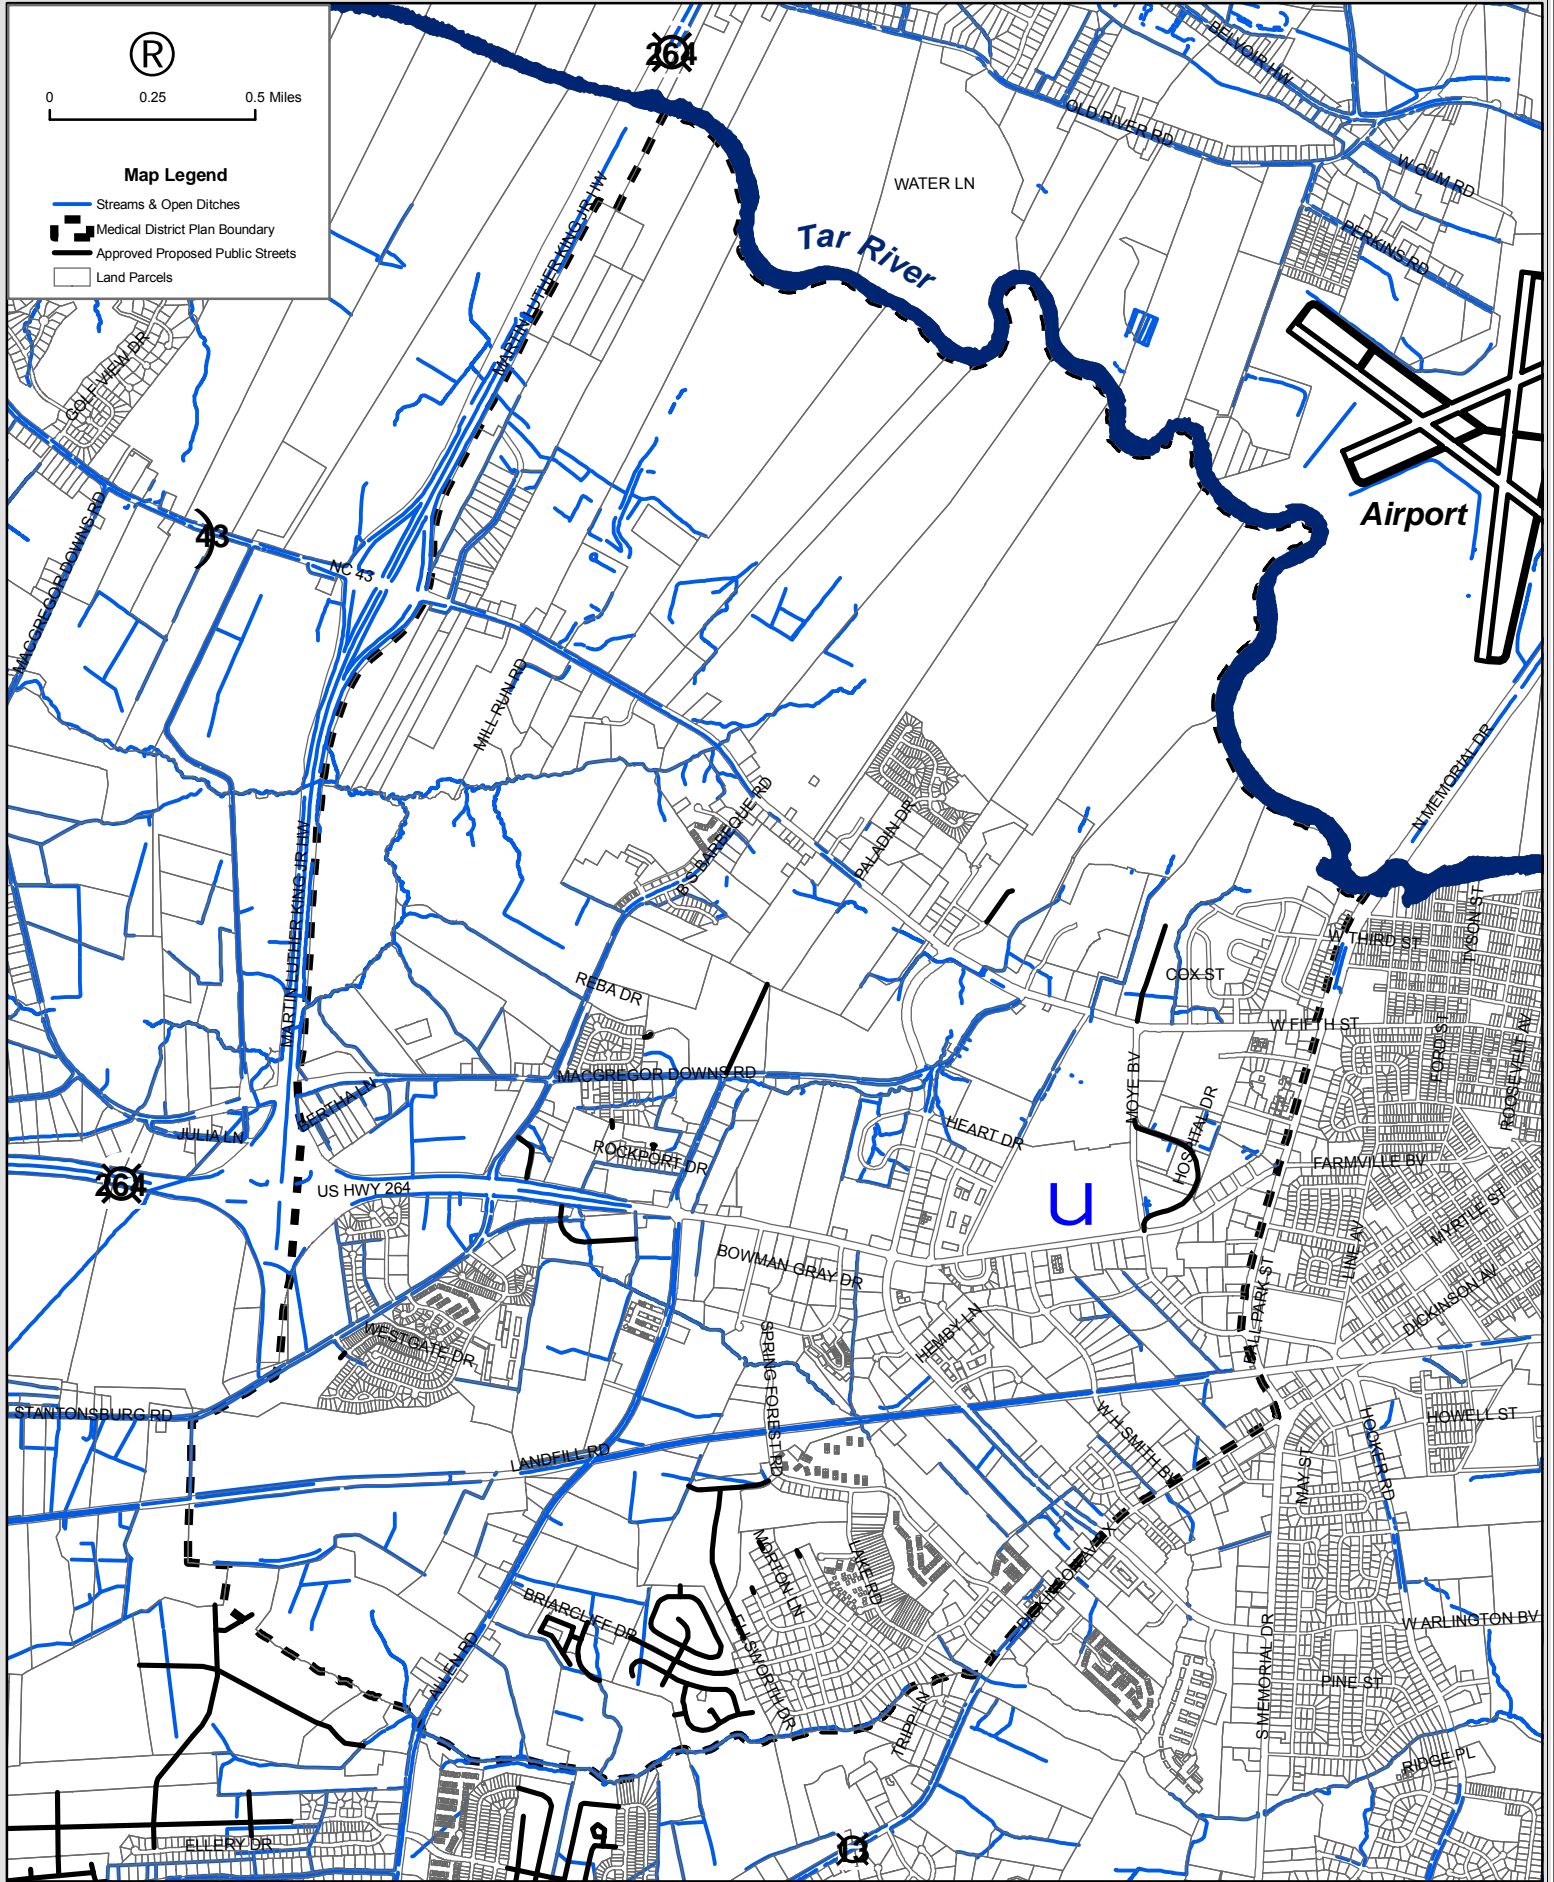 ®
0 0.25 0.5 Miles
Map Legend
Streams & Open Ditches
Medical District Plan Boundary
Approved Proposed Public Streets
Land Parcels
264
BELVOIR HW
OLD RIVER RD
W GUM RD
WATER LN
PERKINS RD
Tar River
MARTIN LUTHER KING JR HW
GOLF VIEW DR
Airport
43
NC 43
MACGREGOR DOWNS RD
MILL RUN RD
N MEMORIAL DR
B S BARBEQUE RD
PALADIN DR
MARTIN LUTHER KING JR HW
W THIRD ST
TYSON ST
COX ST
REBA DR
W FIFTH ST
FORD ST
ROOSEVELT AV
MACGREGOR DOWNS RD
MOYE BV
BERTHA LN
HOSPITAL DR
JULIA LN
HEART DR
ROCKPORT DR
FARMVILLE BV
264
US HWY 264
u
MYRTLE ST
LINE AV
BOWMAN GRAY DR
BALL PARK ST
DICKINSON AV
HEMBY LN
WESTGATE DR
SPRING FOREST RD
STANTONSBURG RD
W H SMITH BV
HOWELL ST
HOOKER RD
LANDFILL RD
MAY ST
MORTON LN
LAKE RD
DICKINSON AV X
BRIARCLIFF DR
W ARLINGTON BV
ELLSWORTH DR
ALLEN RD
S MEMORIAL DR
PINE ST
TRIPP LN
RIDGE PL
ELLERY DR
13